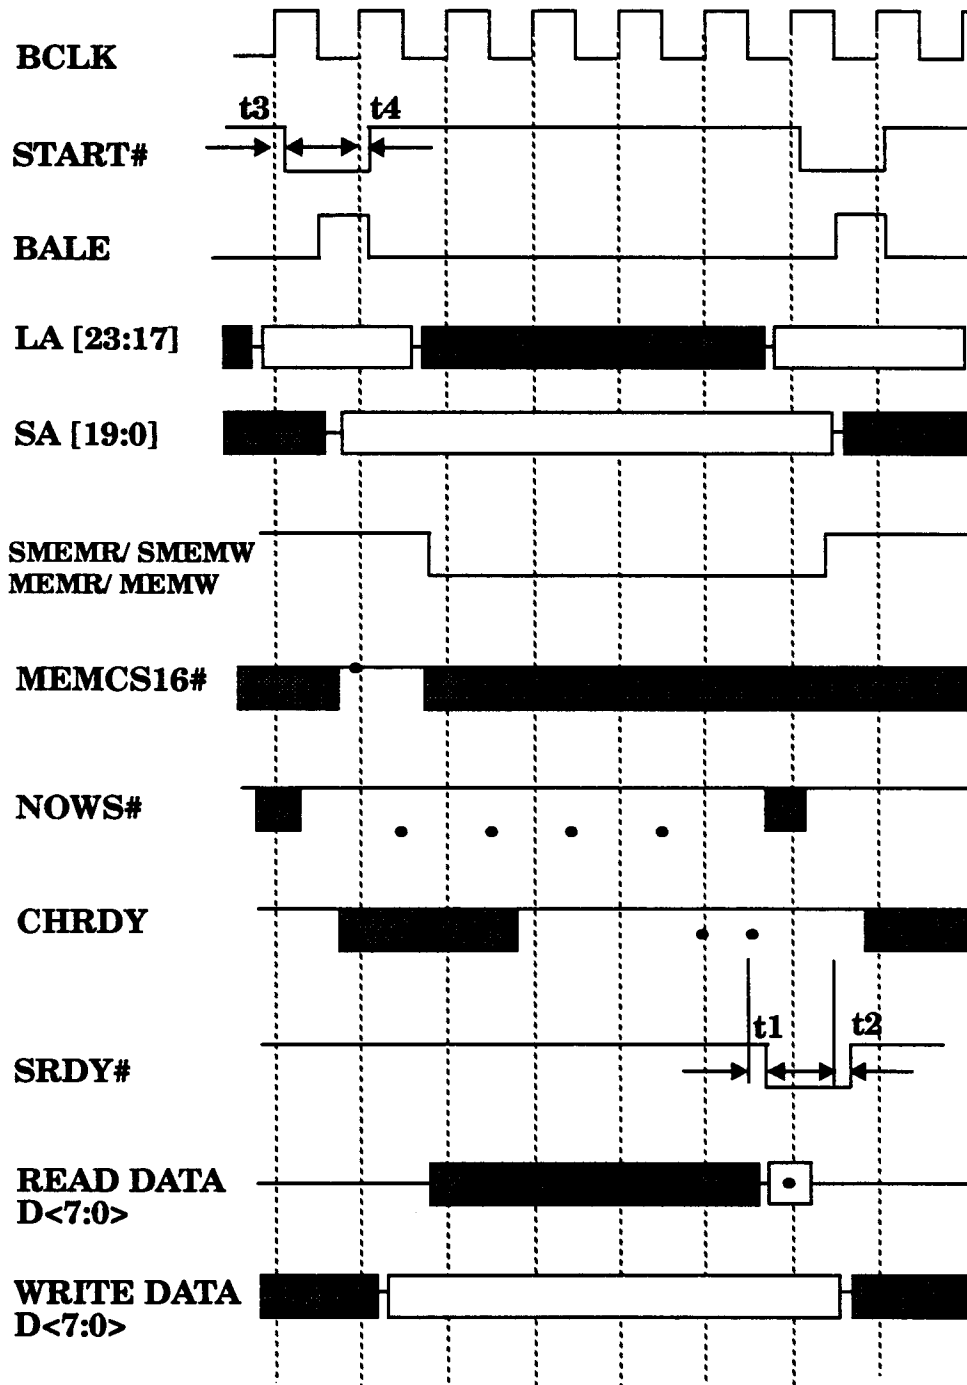 BCLK
t3 t4
START#
BALE
LA [23:17]
SA [19:0]
SMEMR/ SMEMW
MEMR/ MEMW
MEMCS16#
NOWS#
CHRDY
t1 t2
SRDY#
READ DATA
D<7:0>
WRITE DATA
D<7:0>